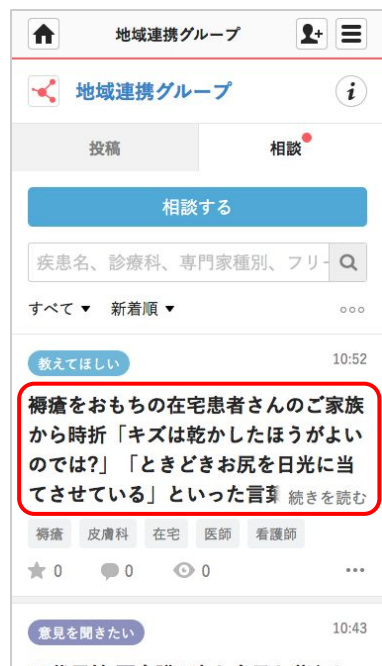 地域連携グループ
地域連携グループ
i
投稿
相談
相談する
疾患名、診療科、専門家種別、フリー
すべて ▼ 新着順 ▼
教えてほしい 10:52
褥瘡をおもちの在宅患者さんのご家族
から時折「キズは乾かしたほうがよい
のでは?」「ときどきお尻を日光に当
てさせている」といった言葉 続きを読む
褥瘡 皮膚科 在宅 医師 看護師
0 0 0
意見を聞きたい 10:43